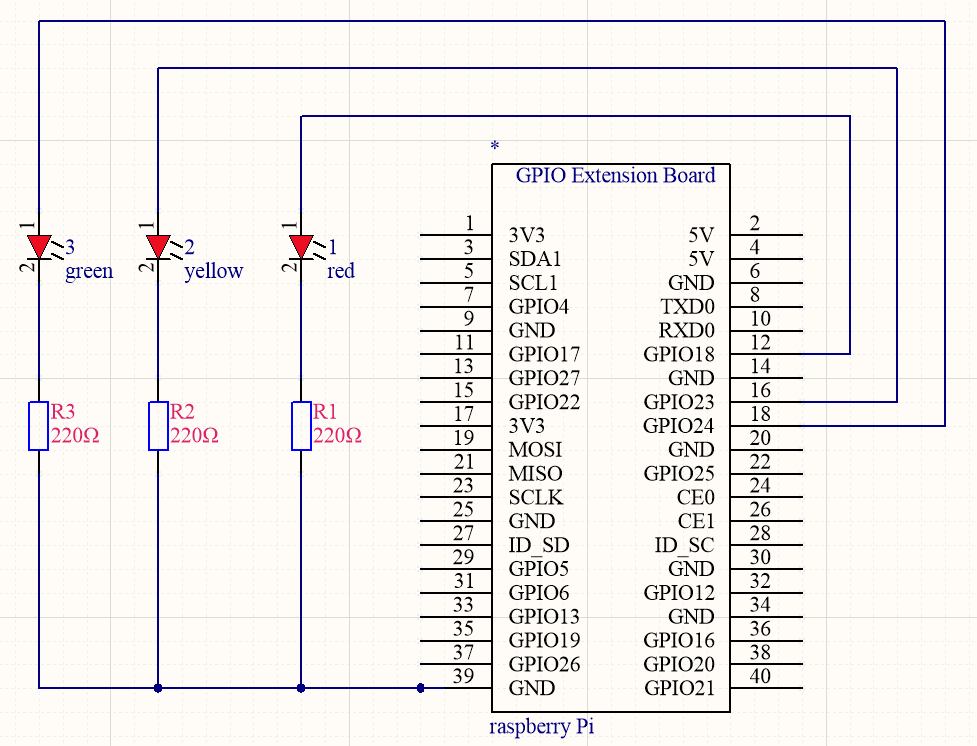 *
GPIO Extension Board
1 3V3 5V 2
3 SDA1 5V 4
5 SCL1 GND 6
7 GPIO4 TXD0 8
9 GND RXD0 10
11 GPIO17 GPIO18 12
13 GPIO27 GND 14
15 GPIO22 GPIO23 16
17 3V3 GPIO24 18
19 MOSI GND 20
21 MISO GPIO25 22
23 SCLK CE0 24
25 GND CE1 26
27 ID_SD ID_SC 28
29 GPIO5 GND 30
31 GPIO6 GPIO12 32
33 GPIO13 GND 34
35 GPIO19 GPIO16 36
37 GPIO26 GPIO20 38
39 GND GPIO21 40
raspberry Pi
1
2
3
green
1
2
2
yellow
1
2
1
red
R3
220Ω
R2
220Ω
R1
220Ω